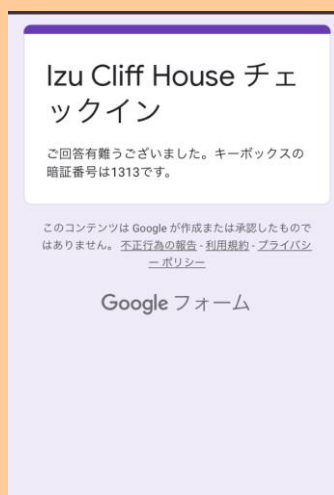 Izu Cliff House チェ
ックイン
ご回答有難うございました。キーボックスの
暗証番号は1313です。
このコンテンツは Google が作成または承認したもので
はありません。 不正行為の報告 - 利用規約 - プライバシ
ー ポリシー
Google フォーム